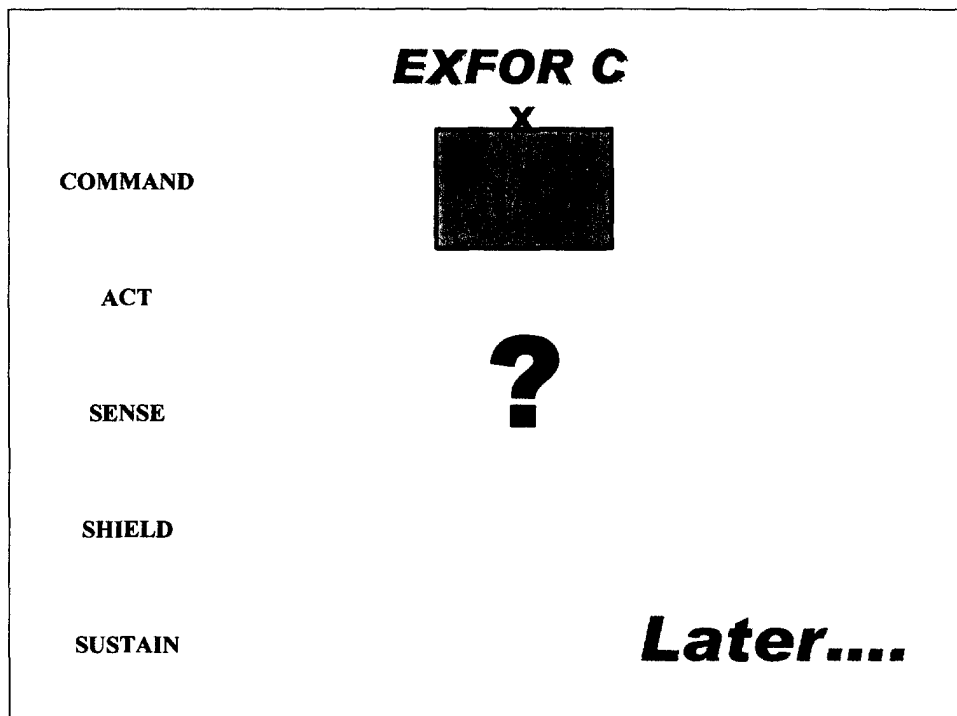 EXFOR C
X
COMMAND
ACT
?
SENSE
SHIELD
SUSTAIN
Later....